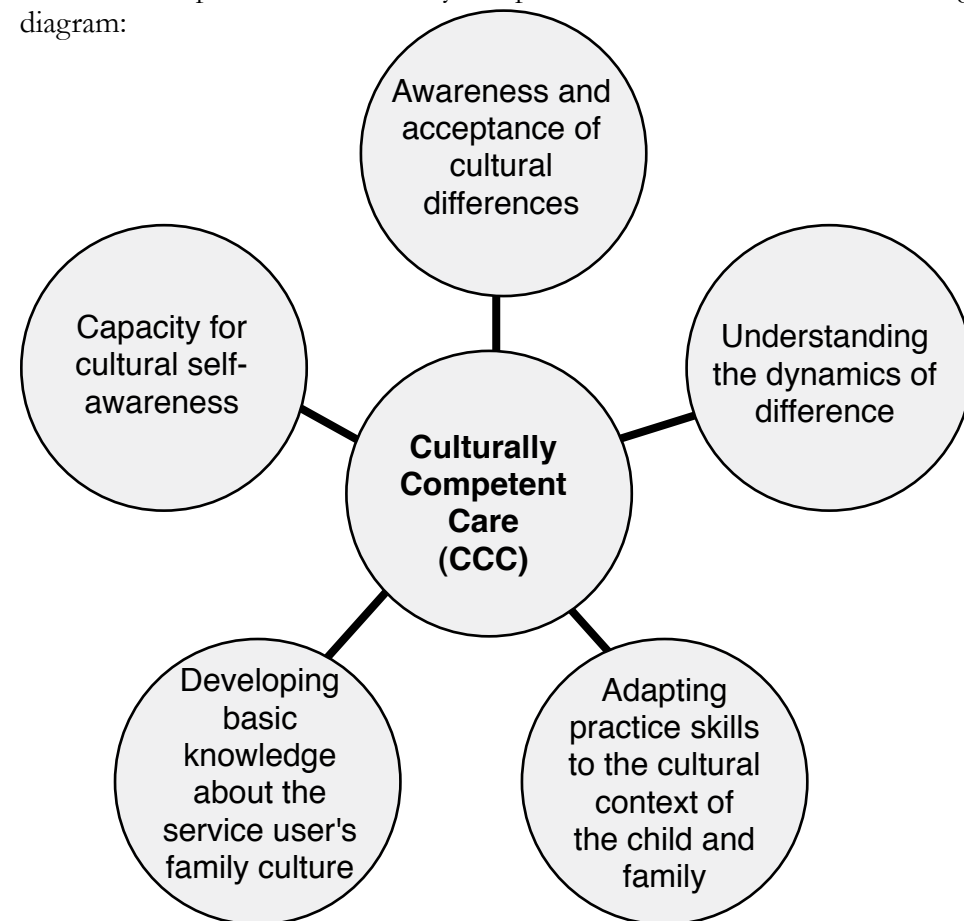 diagram:
Awareness and
acceptance of
cultural
differences
Capacity for
cultural self-
awareness
Understanding
the dynamics of
difference
Culturally
Competent
Care
(CCC)
Developing
basic
knowledge
about the
service user's
family culture
Adapting
practice skills
to the cultural
context of
the child and
family